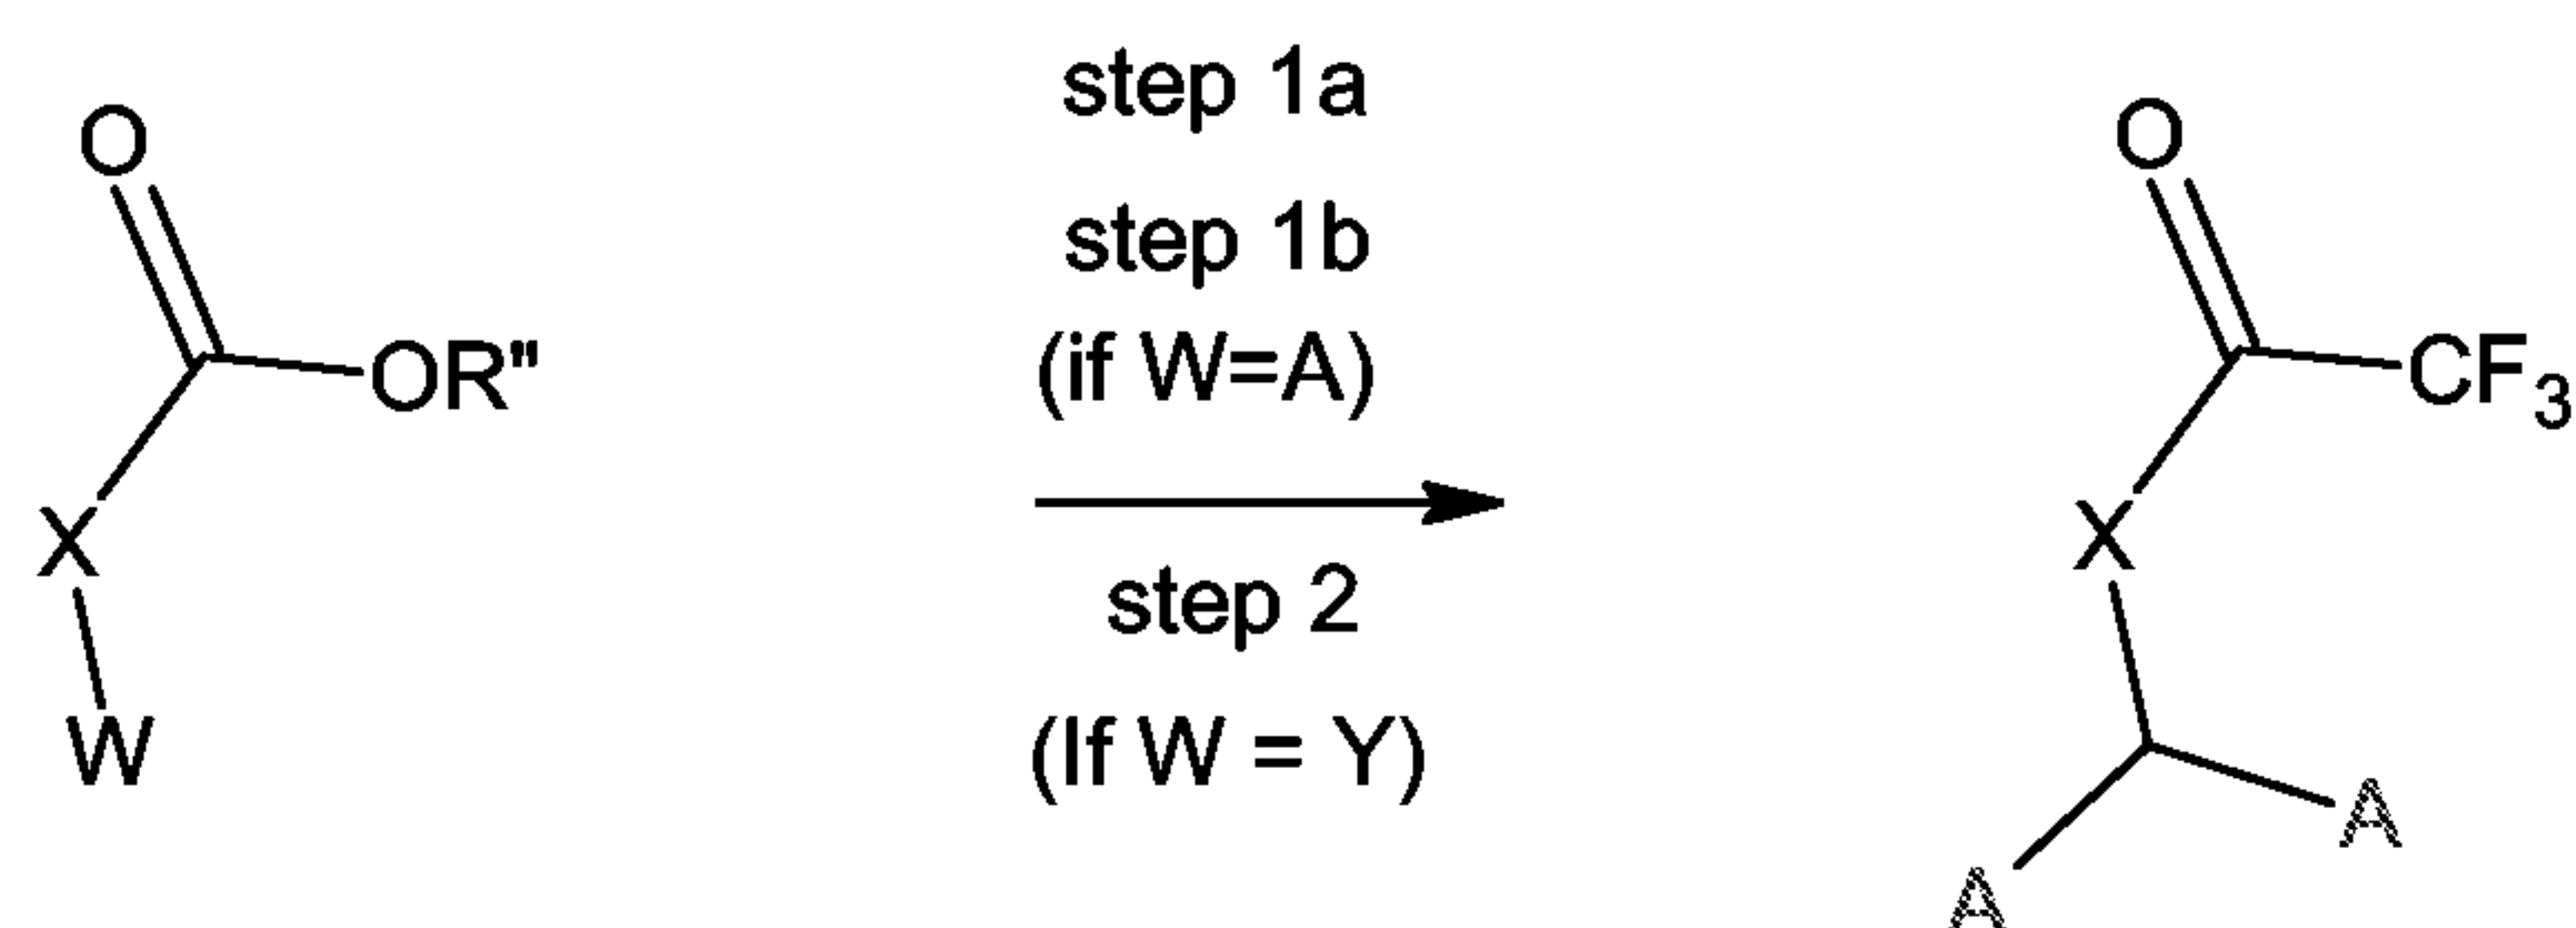 step 1a
step 1b
(if W=A)
step 2
(If W = Y)
O
OR"
X
W
O
CF3
X
A
A